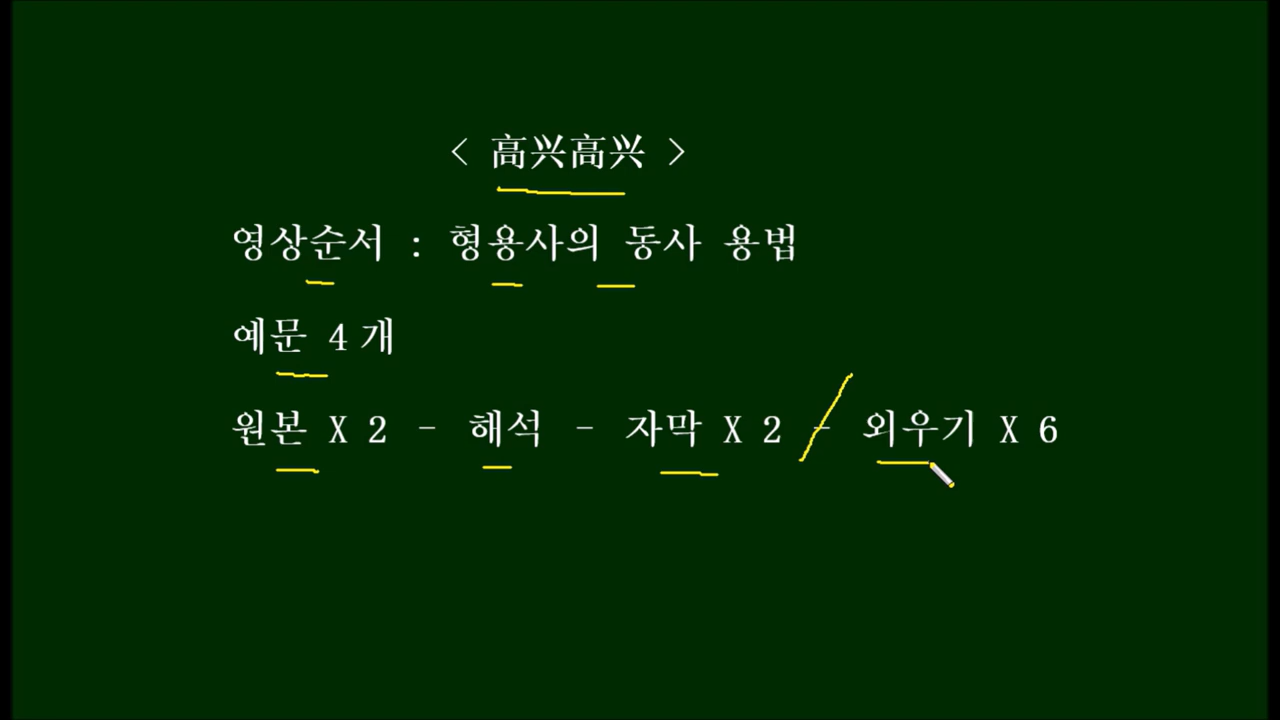 < 高兴高兴 >
영상순서 : 형용사의 동사 용법
예문 4개
원본 X 2 - 해석 - 자막 X 2 - 외우기 X 6